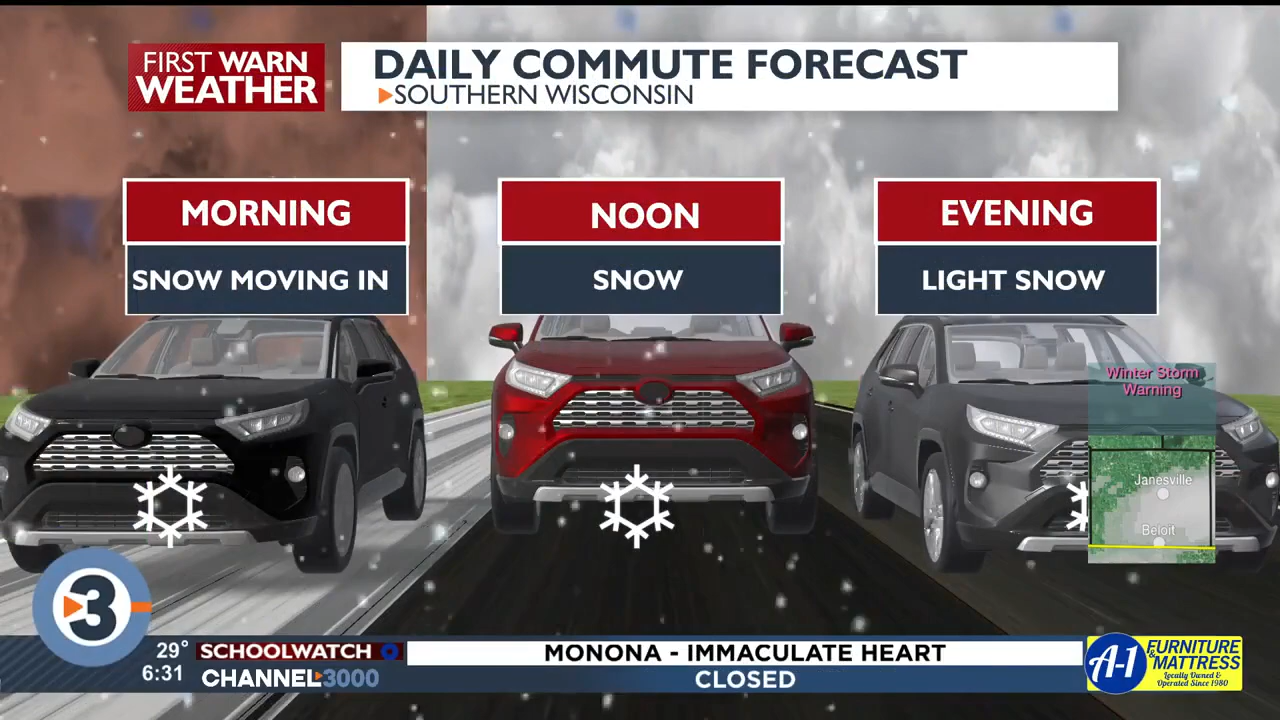 FIRST WARN
WEATHER
DAILY COMMUTE FORECAST
SOUTHERN WISCONSIN
MORNING
SNOW MOVING IN
NOON
SNOW
EVENING
LIGHT SNOW
Winter Storm
Warning
Janesville
Beloit
3
29°
6:31
SCHOOLWATCH
CHANNEL3000
MONONA - IMMACULATE HEART
CLOSED
A-1
FURNITURE
& MATTRESS
Locally Owned &
Operated Since 1980